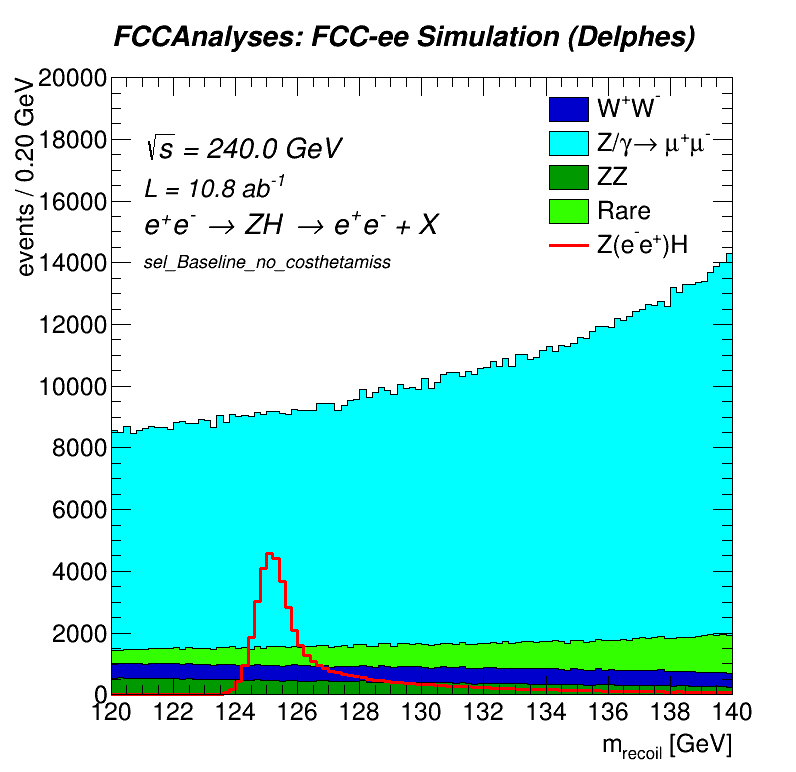 FCCAnalyses: FCC-ee Simulation (Delphes)
events / 0.20 GeV
20000
18000
16000
14000
12000
10000
8000
6000
4000
2000
0
√s = 240.0 GeV
L = 10.8 ab⁻¹
e⁺e⁻ → ZH → e⁺e⁻ + X
sel_Baseline_no_costhetamiss
W⁺W⁻
Z/γ→ μ⁺μ⁻
ZZ
Rare
Z(e⁻e⁺)H
120 122 124 126 128 130 132 134 136 138 140
m_recoil [GeV]